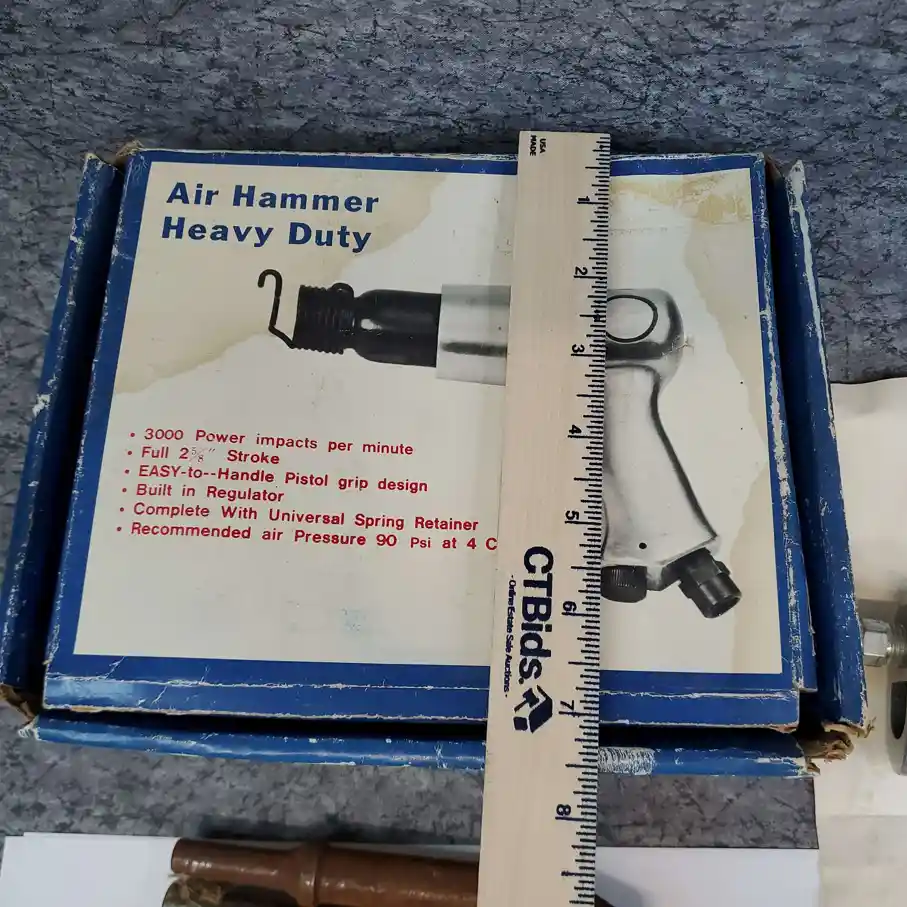 Air Hammer
Heavy Duty
• 3000 Power impacts per minute
• Full 2 5/8" Stroke
• EASY-to--Handle Pistol grip design
• Built in Regulator
• Complete With Universal Spring Retainer
• Recommended air Pressure 90 Psi at 4 C
USA
MADE
1
2
3
4
5
6
7
8
CTBids.
- Online Estate Sale Auctions -